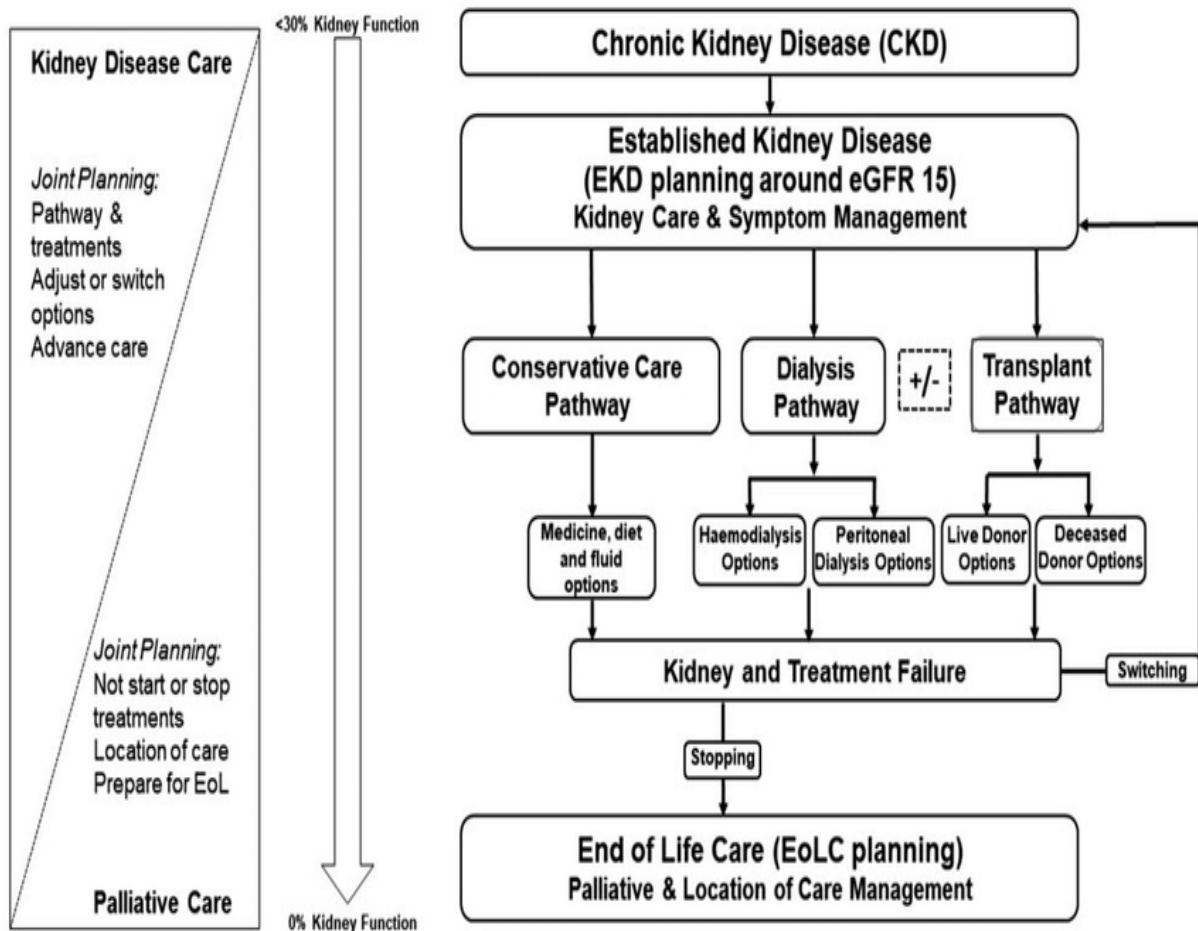 <30% Kidney Function
Kidney Disease Care
Joint Planning:
Pathway &
treatments
Adjust or switch
options
Advance care
Joint Planning:
Not start or stop
treatments
Location of care
Prepare for EoL
Palliative Care
0% Kidney Function
Chronic Kidney Disease (CKD)
Established Kidney Disease
(EKD planning around eGFR 15)
Kidney Care & Symptom Management
Conservative Care
Pathway
Dialysis
Pathway
+/-
Transplant
Pathway
Medicine, diet
and fluid
options
Haemodialysis
Options
Peritoneal
Dialysis Options
Live Donor
Options
Deceased
Donor Options
Kidney and Treatment Failure
Switching
Stopping
End of Life Care (EoLC planning)
Palliative & Location of Care Management